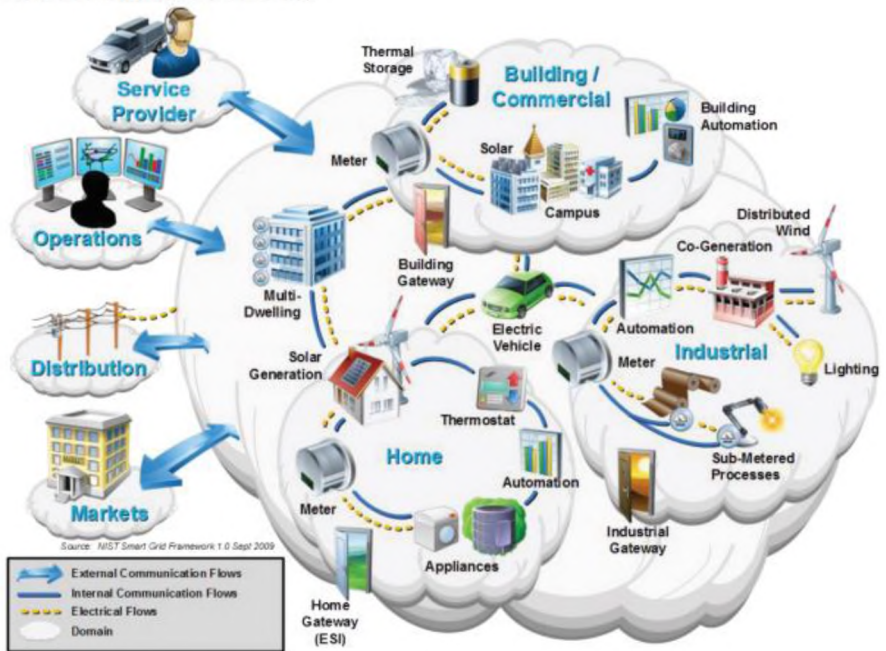 Thermal
Storage
Building /
Commercial
Service
Provider
Building
Automation
Meter
Solar
Campus
Operations
Building
Gateway
Distributed
Wind
Co-Generation
Multi-
Dwelling
Electric
Vehicle
Automation
Distribution
Solar
Generation
Meter
Industrial
Lighting
Thermostat
Home
Automation
Sub-Metered
Processes
Markets
Meter
Industrial
Gateway
Appliances
Source: NIST Smart Grid Framework 1.0 Sept 2009
Home
Gateway
(ESI)
External Communication Flows
Internal Communication Flows
Electrical Flows
Domain